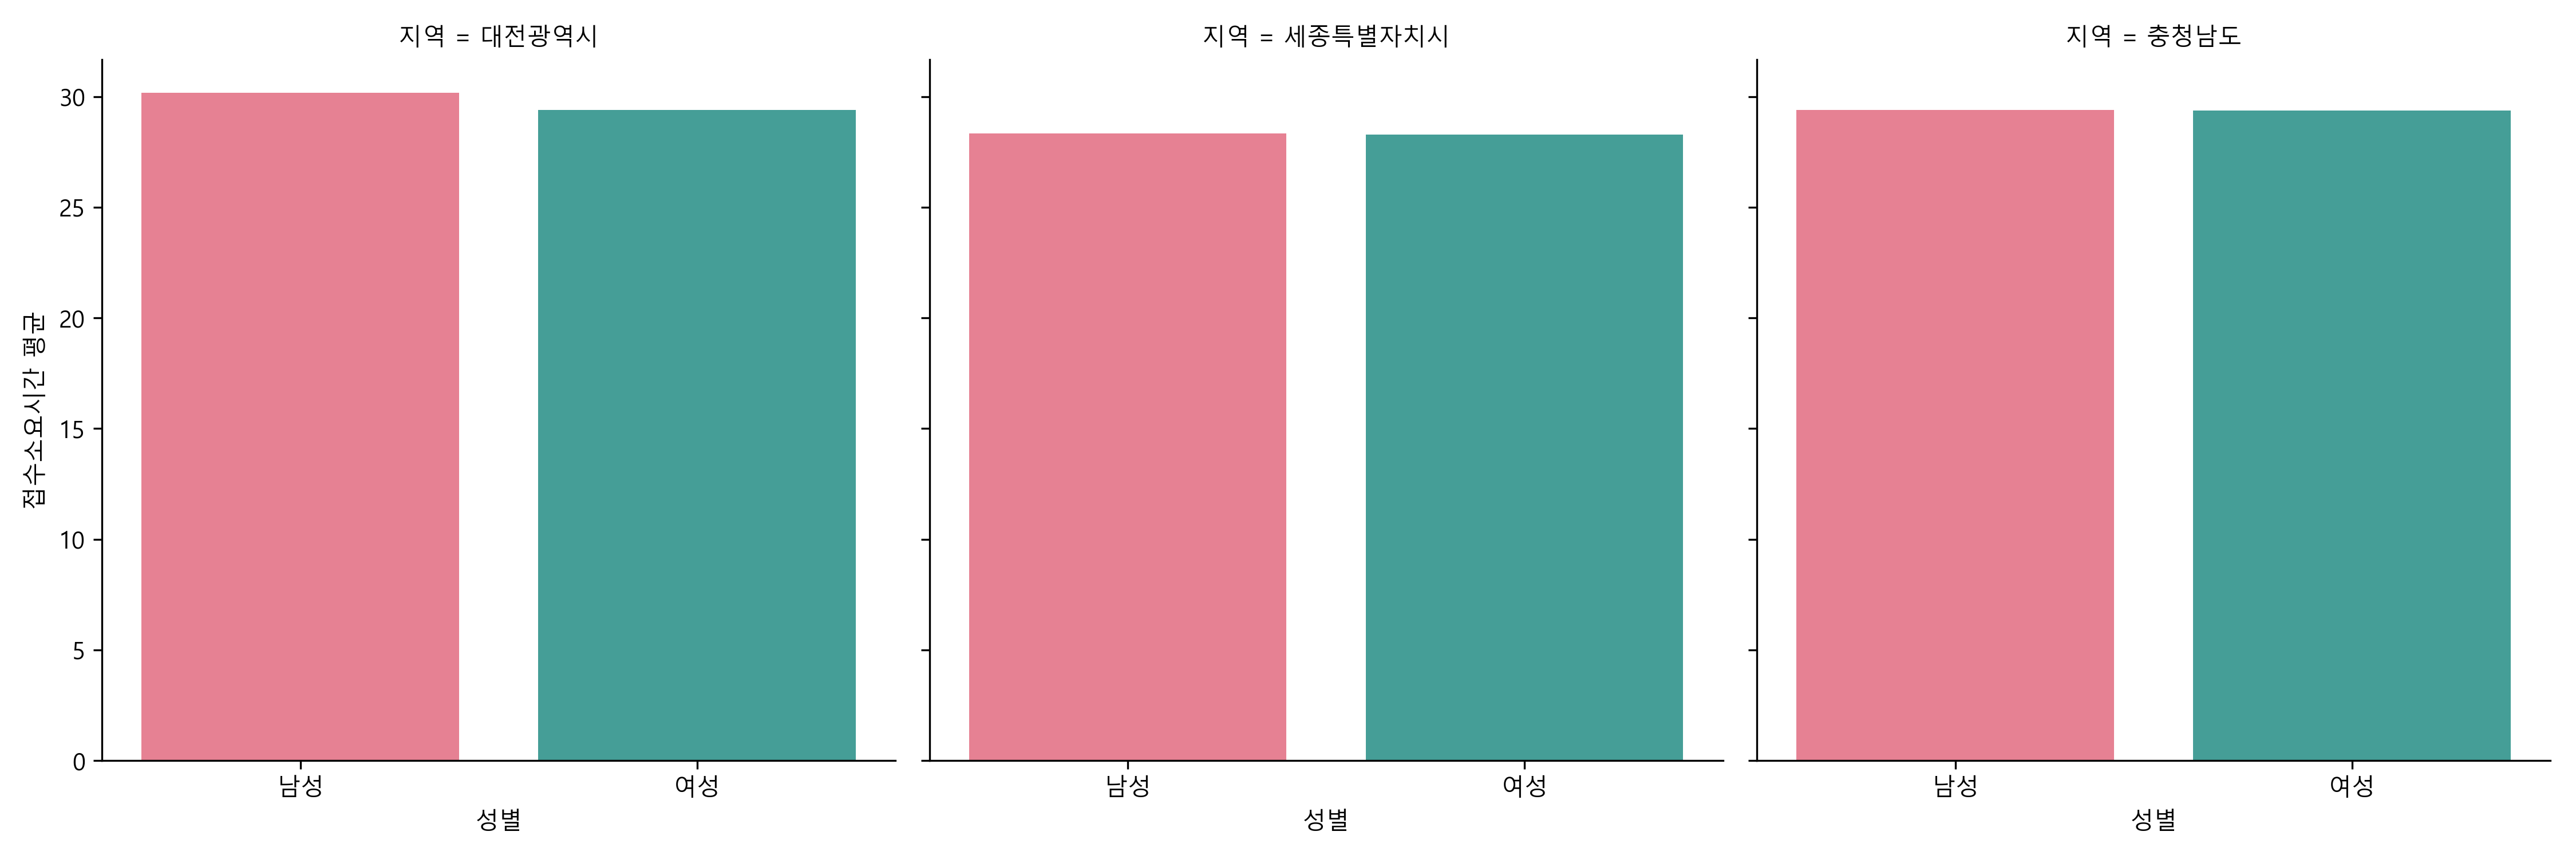 지역 = 대전광역시
지역 = 세종특별자치시
지역 = 충청남도
접수소요시간 평균
30
25
20
15
10
5
0
남성
여성
남성
여성
남성
여성
성별
성별
성별